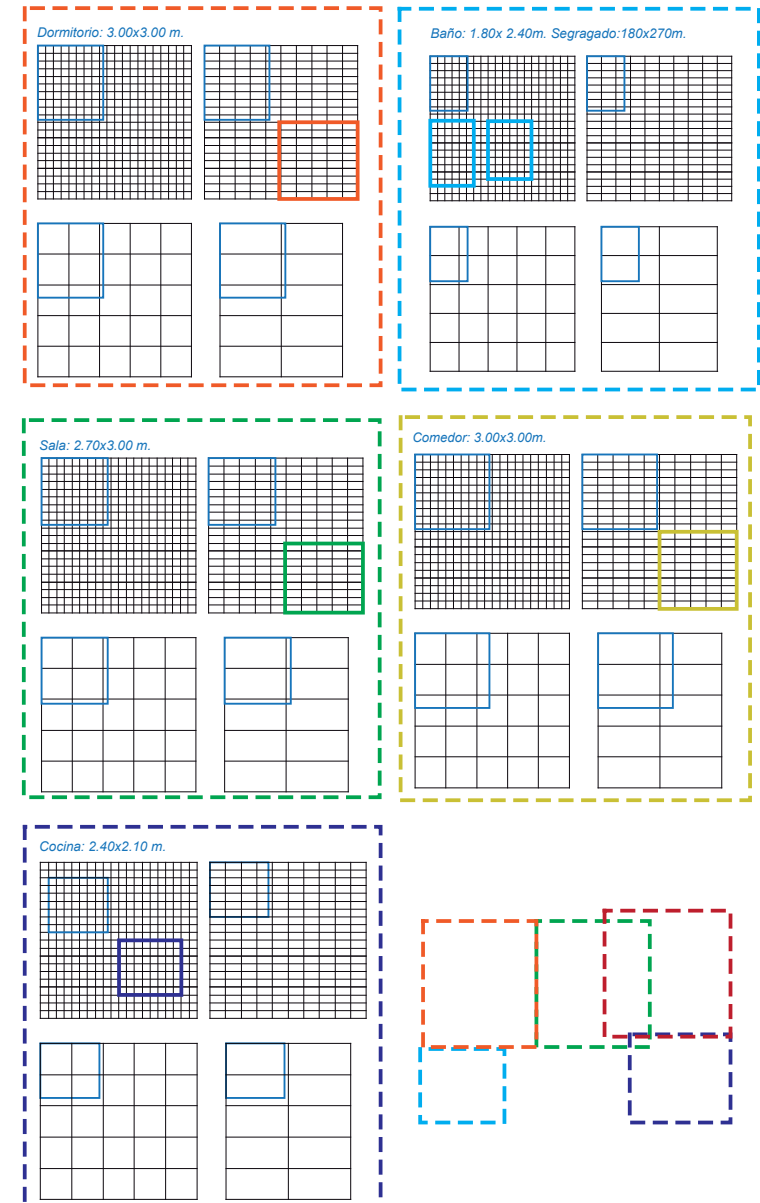 Dormitorio: 3.00x3.00 m.
Baño: 1.80x 2.40m. Segragado:180x270m.
Sala: 2.70x3.00 m.
Comedor: 3.00x3.00m.
Cocina: 2.40x2.10 m.